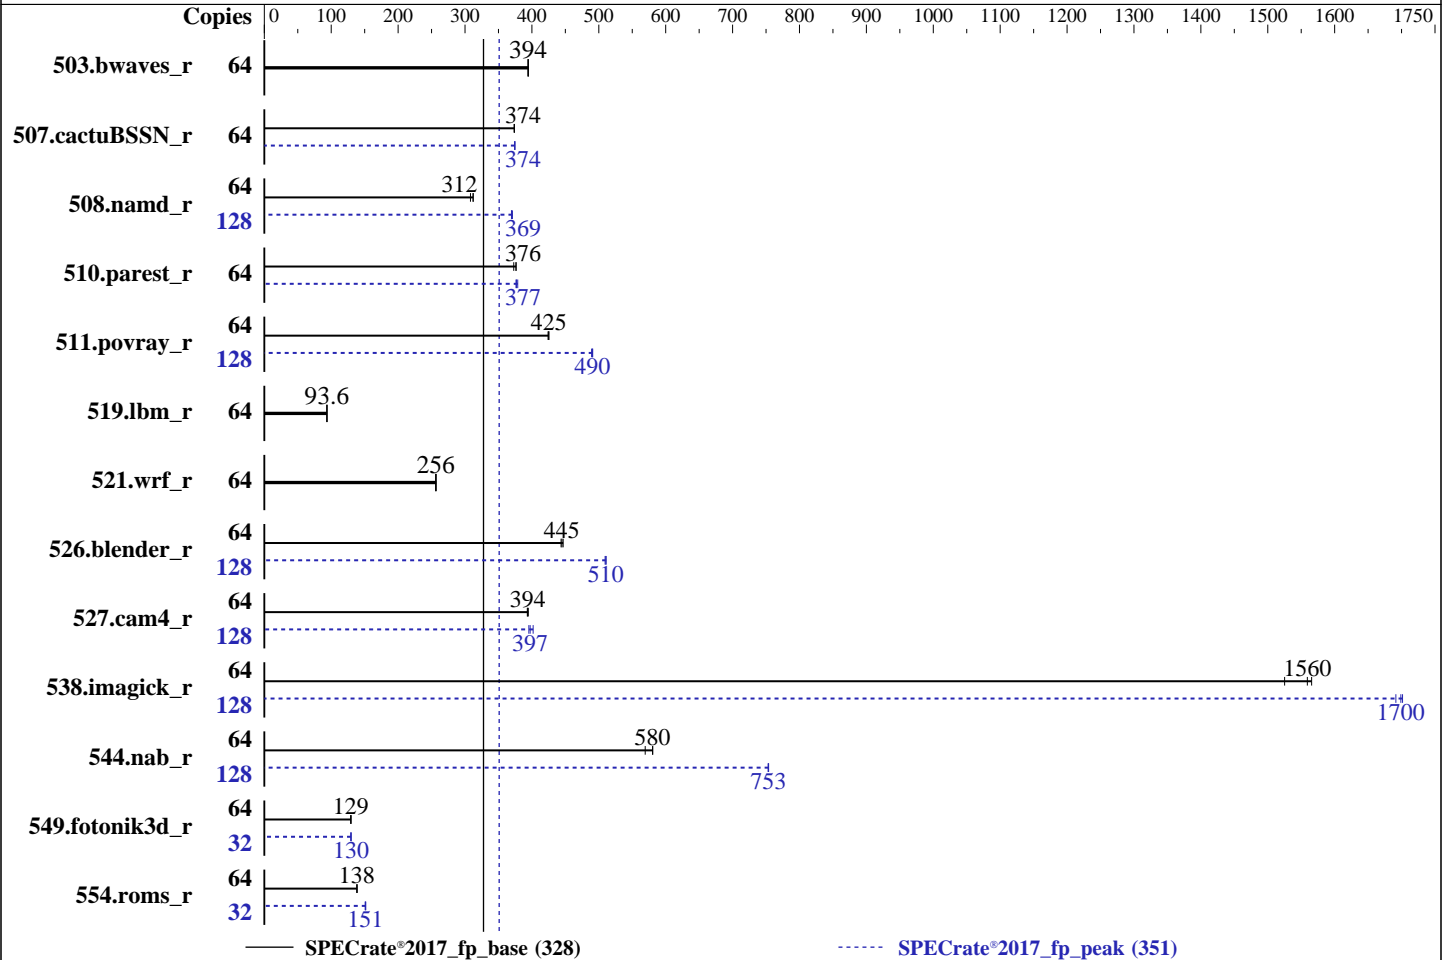 Copies 0 100 200 300 400 500 600 700 800 900 1000 1100 1200 1300 1400 1500 1600 1750
503.bwaves_r 64 394
507.cactuBSSN_r 64 374
374
508.namd_r 64 312
128 369
510.parest_r 64 376
377
511.povray_r 64 425
128 490
519.lbm_r 64 93.6
521.wrf_r 64 256
526.blender_r 64 445
128 510
527.cam4_r 64 394
128 397
538.imagick_r 64 1560
128 1700
544.nab_r 64 580
128 753
549.fotonik3d_r 64 129
32 130
554.roms_r 64 138
32 151
SPECrate®2017_fp_base (328) SPECrate®2017_fp_peak (351)